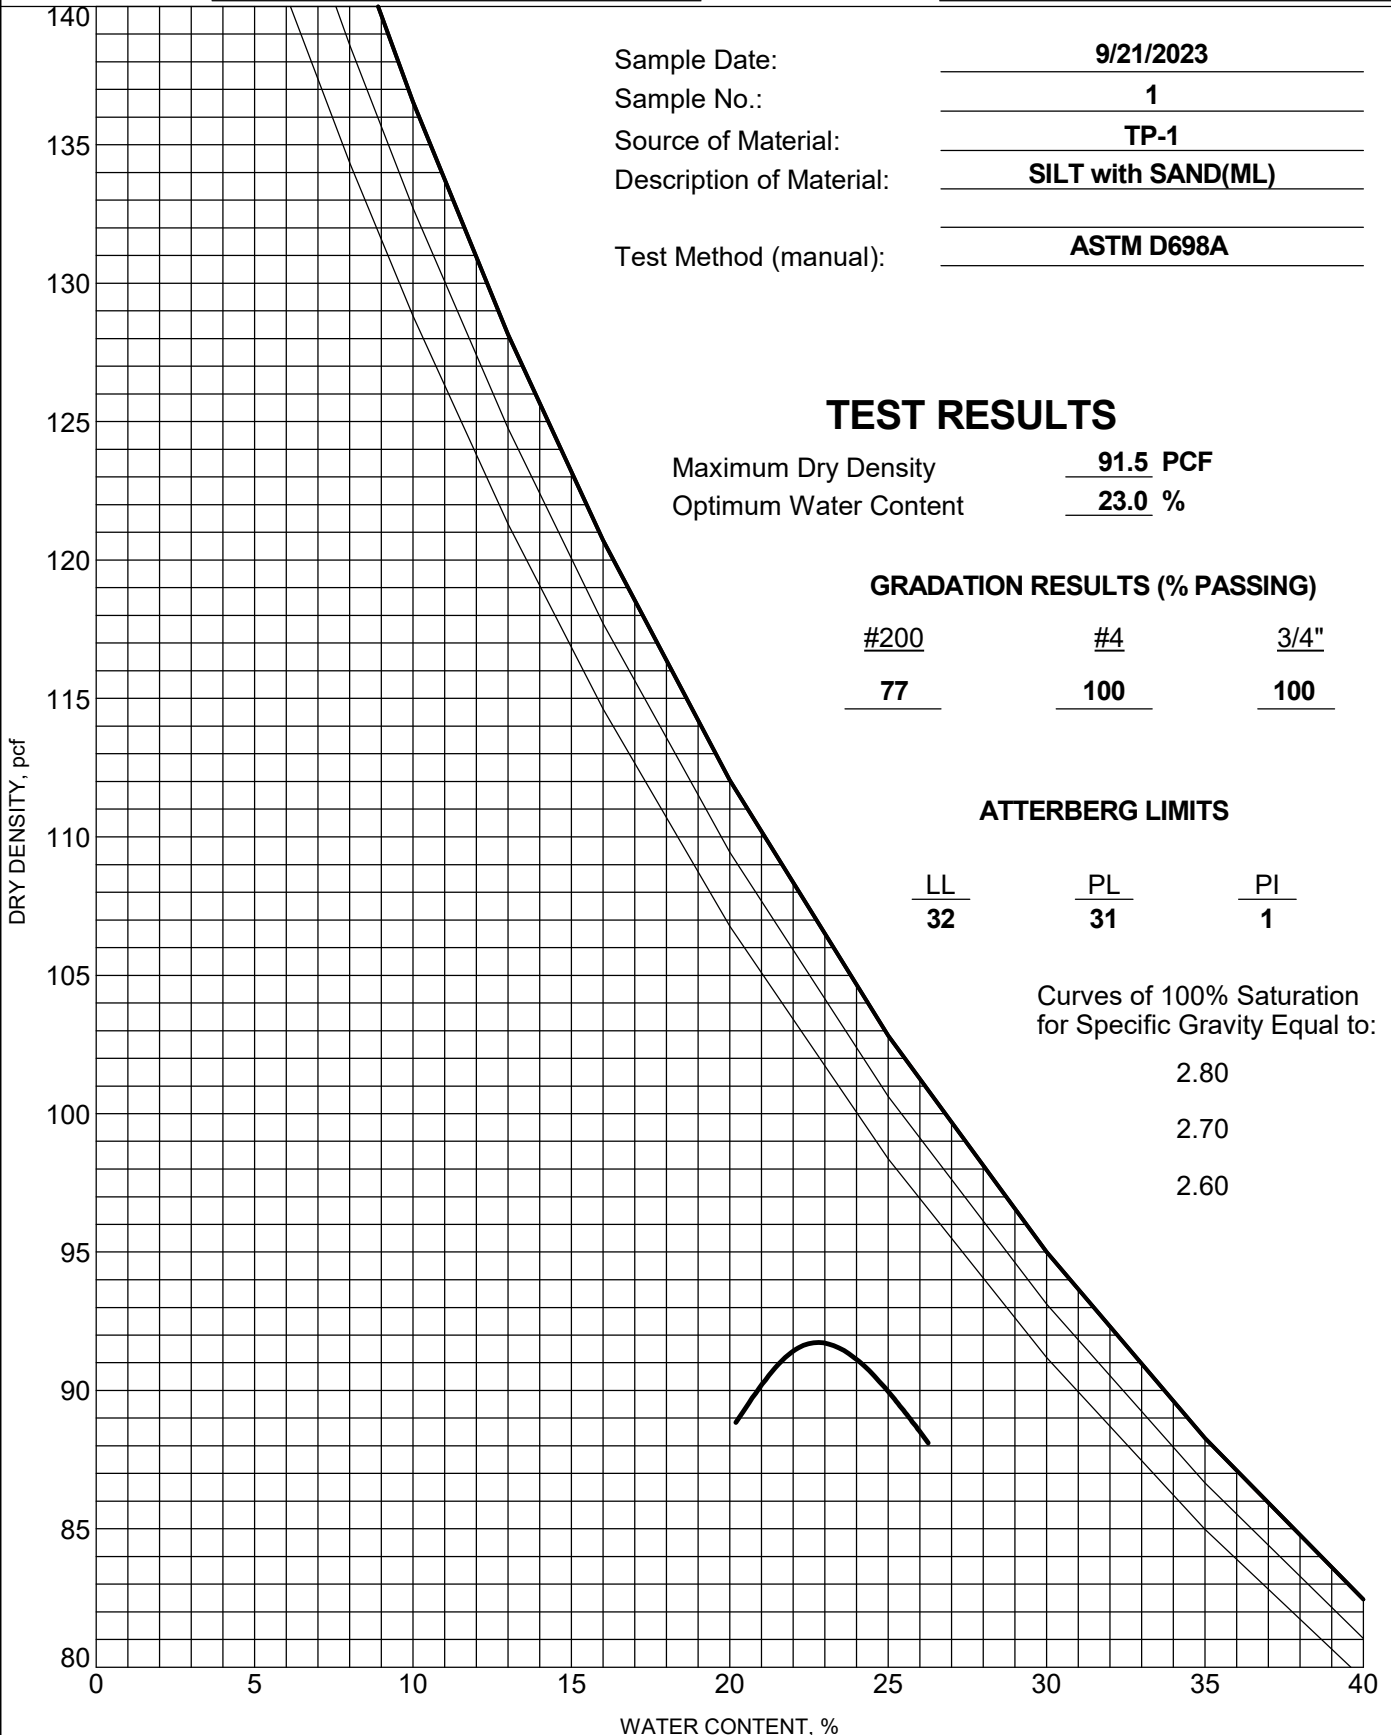 Sample Date: 9/21/2023
Sample No.: 1
Source of Material: TP-1
Description of Material: SILT with SAND(ML)
Test Method (manual): ASTM D698A
TEST RESULTS
Maximum Dry Density 91.5 PCF
Optimum Water Content 23.0 %
GRADATION RESULTS (% PASSING)
#200 #4 3/4"
77 100 100
ATTERBERG LIMITS
LL PL PI
32 31 1
Curves of 100% Saturation
for Specific Gravity Equal to:
2.80
2.70
2.60
DRY DENSITY, pcf
140
135
130
125
120
115
110
105
100
95
90
85
80
0 5 10 15 20 25 30 35 40
WATER CONTENT, %